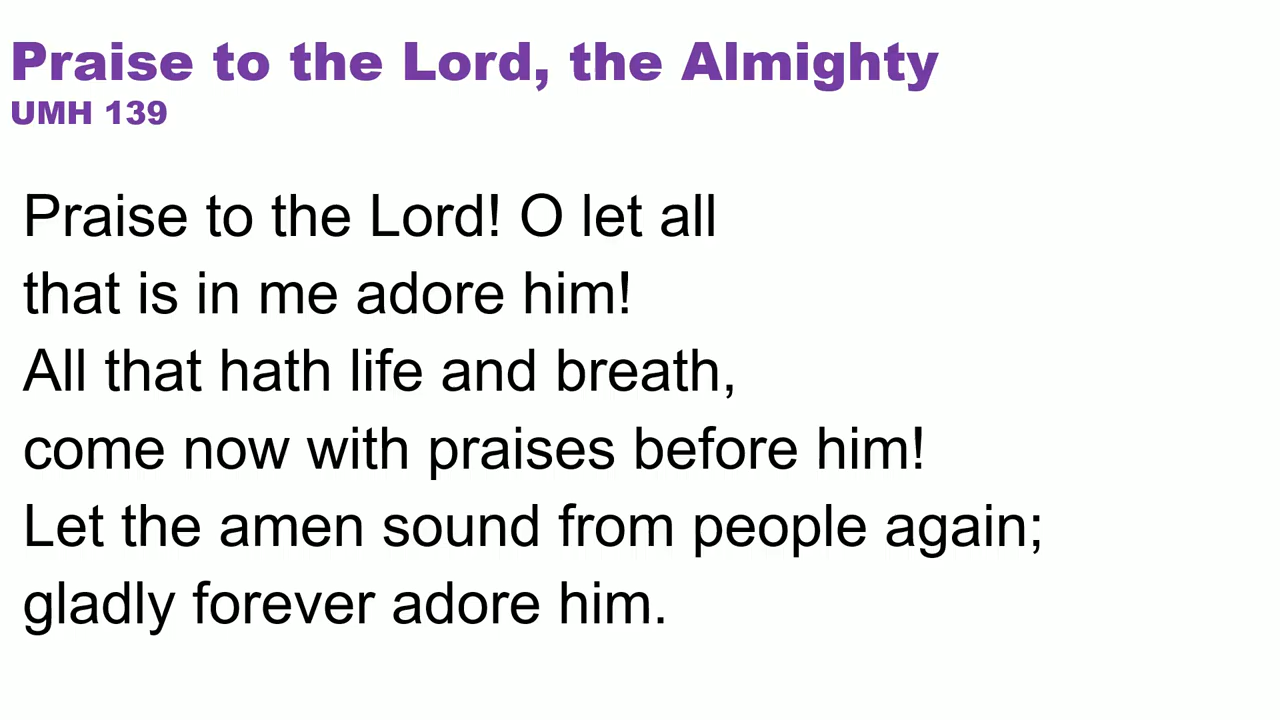 Praise to the Lord, the Almighty
UMH 139
Praise to the Lord! O let all
that is in me adore him!
All that hath life and breath,
come now with praises before him!
Let the amen sound from people again;
gladly forever adore him.